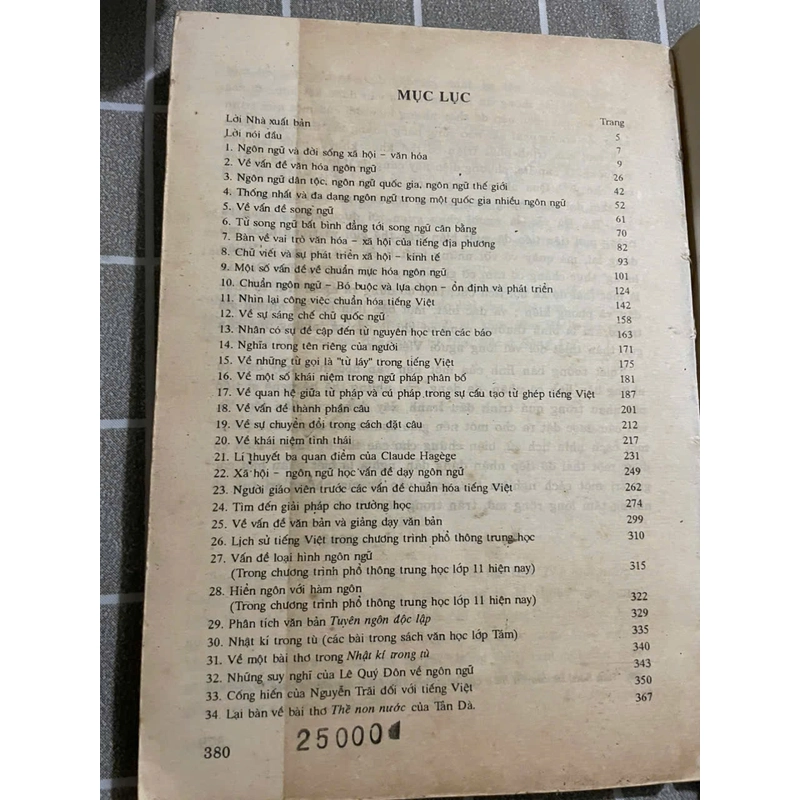 MỤC LỤC
Trang
Lời Nhà xuất bản 5
Lời nói đầu 7
1. Ngôn ngữ và đời sống xã hội – văn hóa 9
2. Về vấn đề văn hóa ngôn ngữ 26
3. Ngôn ngữ dân tộc, ngôn ngữ quốc gia, ngôn ngữ thế giới 42
4. Thống nhất và đa dạng ngôn ngữ trong một quốc gia nhiều ngôn ngữ 52
5. Về vấn đề song ngữ 61
6. Từ song ngữ bất bình đẳng tới song ngữ cân bằng 70
7. Bàn về vai trò văn hóa – xã hội của tiếng địa phương 82
8. Chữ viết và sự phát triển xã hội – kinh tế 93
9. Một số vấn đề về chuẩn mực hóa ngôn ngữ 101
10. Chuẩn ngôn ngữ – Bó buộc và lựa chọn – ổn định và phát triển 124
11. Nhìn lại công việc chuẩn hóa tiếng Việt 142
12. Về sự sáng chế chữ quốc ngữ 158
13. Nhân có sự đề cập đến từ nguyên học trên các báo 163
14. Nghĩa trong tên riêng của người 171
15. Về những từ gọi là "từ láy" trong tiếng Việt 175
16. Về một số khái niệm trong ngữ pháp phân bố 181
17. Về quan hệ giữa từ pháp và cú pháp trong sự cấu tạo từ ghép tiếng Việt 187
18. Về vấn đề thành phần câu 201
19. Về sự chuyển đổi trong cách đặt câu 212
20. Về khái niệm tình thái 217
21. Lí thuyết ba quan điểm của Claude Hagège 231
22. Xã hội – ngôn ngữ học vấn đề dạy ngôn ngữ 249
23. Người giáo viên trước các vấn đề chuẩn hóa tiếng Việt 262
24. Tìm đến giải pháp cho trường học 274
25. Về vấn đề văn bản và giảng dạy văn bản 299
26. Lịch sử tiếng Việt trong chương trình phổ thông trung học 310
27. Vấn đề loại hình ngôn ngữ
(Trong chương trình phổ thông trung học lớp 11 hiện nay) 315
28. Hiển ngôn với hàm ngôn
(Trong chương trình phổ thông trung học lớp 11 hiện nay) 322
29. Phân tích văn bản Tuyên ngôn độc lập 329
30. Nhật kí trong tù (các bài trong sách văn học lớp Tám) 335
31. Về một bài thơ trong Nhật kí trong tù 340
32. Những suy nghĩ của Lê Quý Đôn về ngôn ngữ 343
33. Cống hiến của Nguyễn Trãi đối với tiếng Việt 350
34. Lại bàn về bài thơ Thề non nước của Tản Đà. 367
380
25000